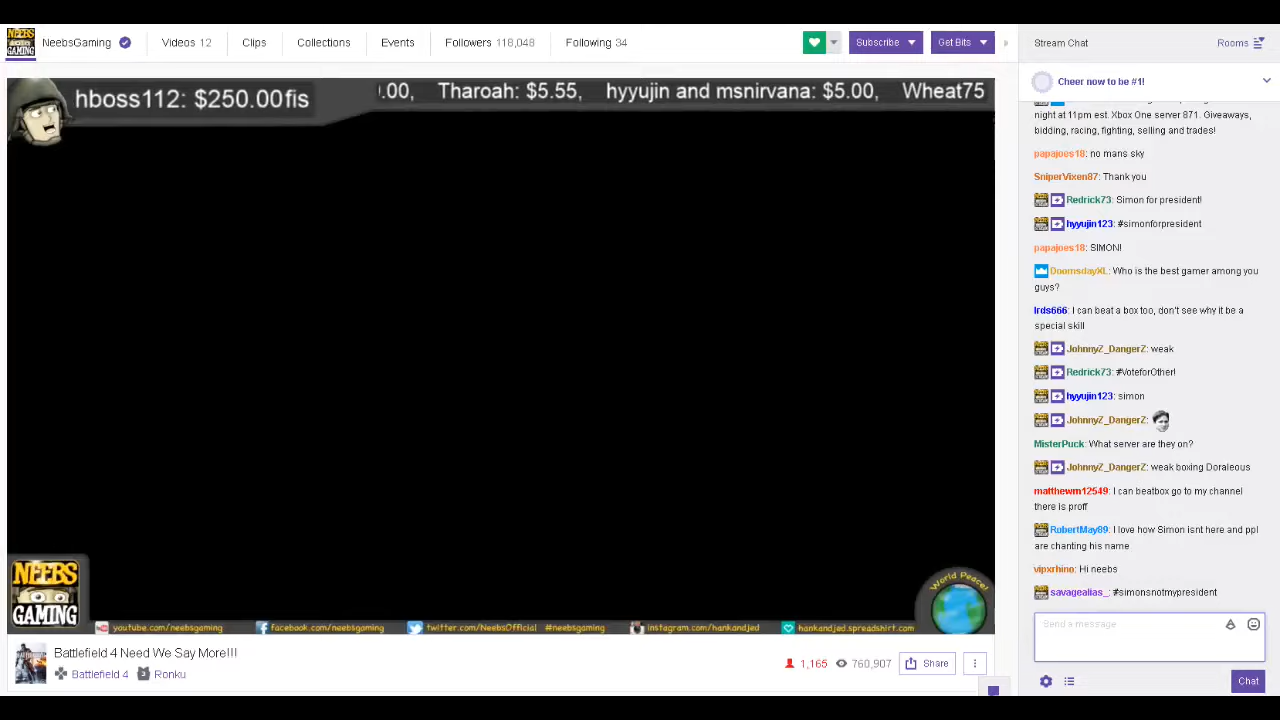 NeebsGaming
Videos 12
Clips
Collections
Events
Followers 118,048
Following 34
Subscribe
Get Bits
Stream Chat
Rooms
hboss112: $250.00fis
.00, Tharoah: $5.55, hyyujin and msnirvana: $5.00, Wheat75
NEEBS
GAMING
World Peace!
youtube.com/neebsgaming
facebook.com/neebsgaming
twitter.com/NeebsOfficial #neebsgaming
instagram.com/hankandjed
hankandjed.spreadshirt.com
Battlefield 4 Need We Say More!!!
Battlefield 4
Ronku
1,165
760,907
Share
Cheer now to be #1!
night at 11pm est. Xbox One server 871. Giveaways,
bidding, racing, fighting, selling and trades!
papajoes18: no mans sky
SniperVixen87: Thank you
Redrick73: Simon for president!
hyyujin123: #simonforpresident
papajoes18: SIMON!
DoomsdayXL: Who is the best gamer among you
guys?
lrds666: I can beat a box too, don't see why it be a
special skill
JohnnyZ_DangerZ: weak
Redrick73: #VoteforOther!
hyyujin123: simon
JohnnyZ_DangerZ:
MisterPuck: What server are they on?
JohnnyZ_DangerZ: weak boxing Doraleous
matthewm12549: I can beatbox go to my channel
there is proff
RobertMay89: I love how Simon isnt here and ppl
are chanting his name
vipxrhino: Hi neebs
savagealias_: #simonsnotmypresident
Send a message
Chat